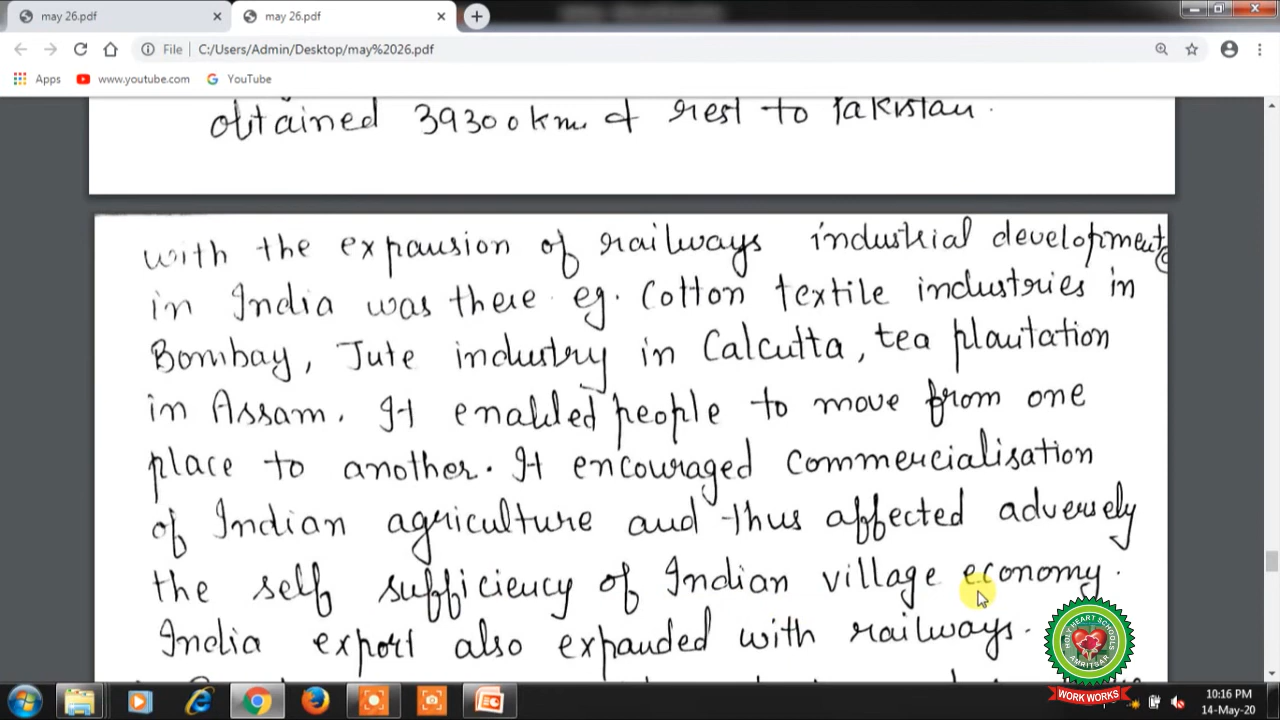 may 26.pdf
may 26.pdf
File C:/Users/Admin/Desktop/may%2026.pdf
Apps www.youtube.com YouTube
obtained 39300km. & rest to Pakistan.
with the expansion of railways industrial development
in India was there eg. Cotton textile industries in
Bombay, Jute industry in Calcutta, tea plantation
in Assam. It enabled people to move from one
place to another. It encouraged commercialisation
of Indian agriculture and thus affected adversely
the self sufficiency of Indian village economy.
India export also expanded with railways.
HOLY HEART SCHOOLS
AMRITSAR
WORK WORKS
10:16 PM
14-May-20